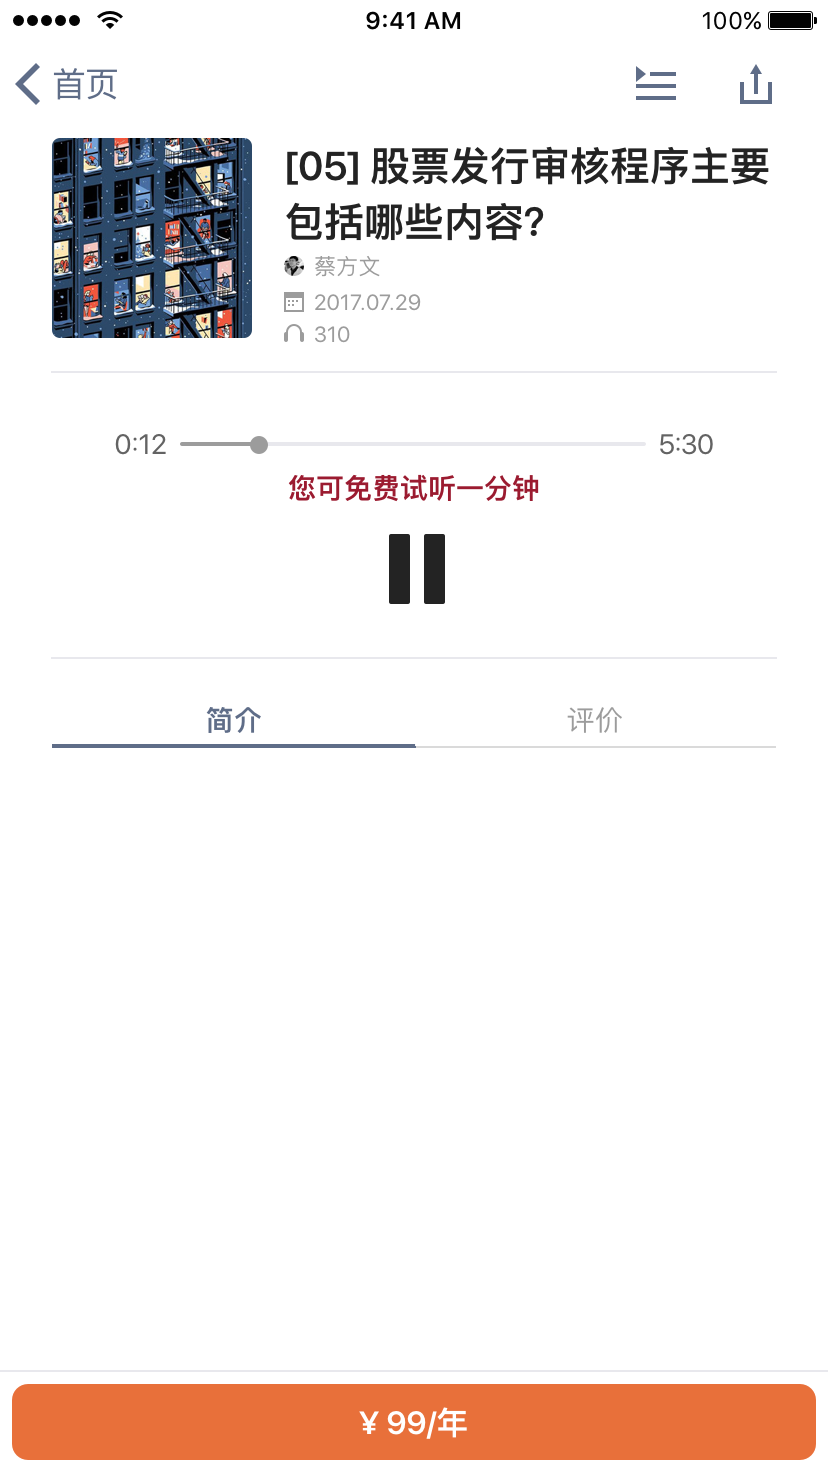 9:41 AM
100%
首页
[05] 股票发行审核程序主要
包括哪些内容?
蔡方文
2017.07.29
310
0:12
5:30
您可免费试听一分钟
简介
评价
¥ 99/年